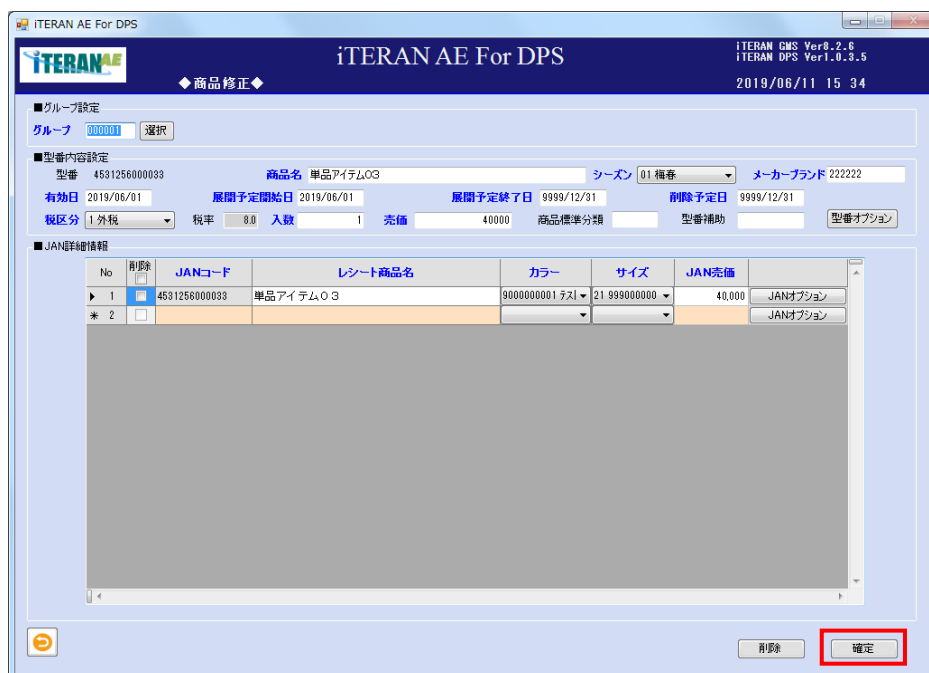 iTERAN AE For DPS
iTERAN AE
iTERAN AE For DPS
iTERAN GMS Ver8.2.6
iTERAN DPS Ver1.0.3.5
◆商品修正◆
2019/06/11 15 34
■グループ設定
グループ 000001 選択
■型番内容設定
型番 4531256000033 商品名 単品アイテム03 シーズン 01 梅春 メーカーブランド 222222
有効日 2019/06/01 展開予定開始日 2019/06/01 展開予定終了日 9999/12/31 削除予定日 9999/12/31
税区分 1 外税 税率 8.0 入数 1 売価 40000 商品標準分類 型番補助 型番オプション
■JAN詳細情報
No 削除 JANコード レシート商品名 カラー サイズ JAN売価
1 4531256000033 単品アイテム03 9000000001 テスト 21 999000000 40,000 JANオプション
* 2 JANオプション
削除 確定